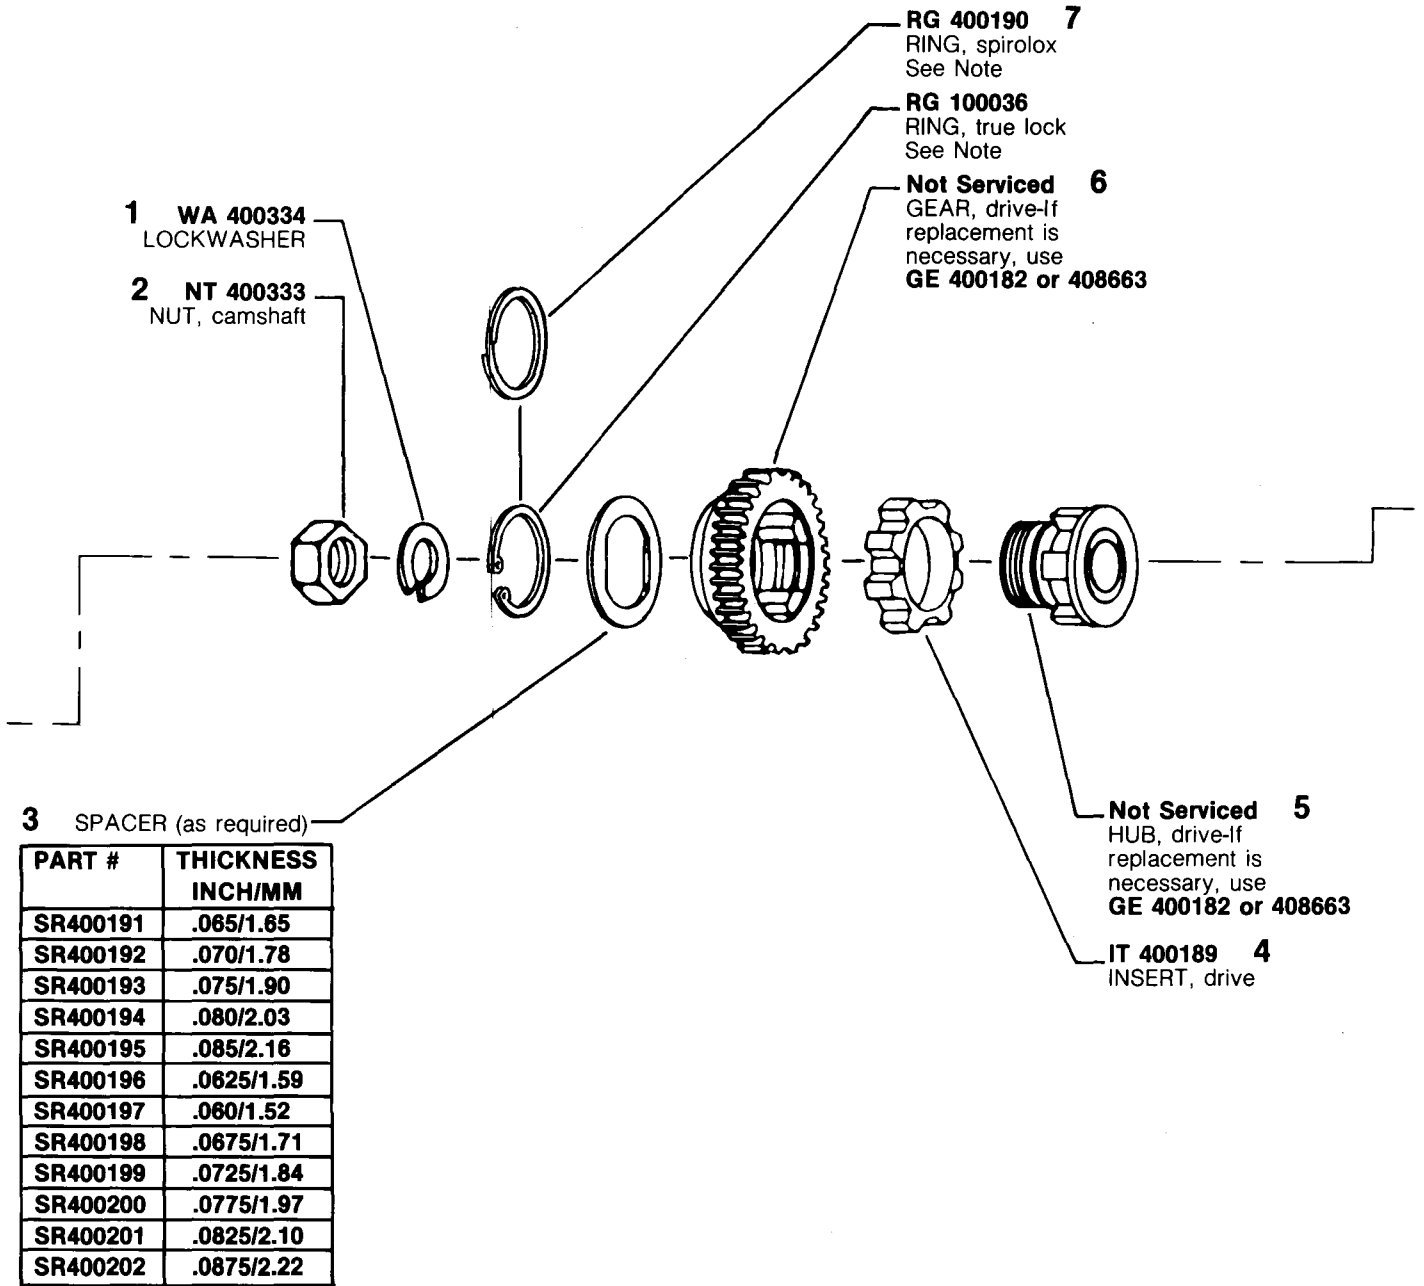 RG 400190 7
RING, spirolox
See Note
RG 100036
RING, true lock
See Note
Not Serviced 6
GEAR, drive-If
replacement is
necessary, use
GE 400182 or 408663
1 WA 400334
LOCKWASHER
2 NT 400333
NUT, camshaft
3 SPACER (as required)
PART # THICKNESS
INCH/MM
SR400191 .065/1.65
SR400192 .070/1.78
SR400193 .075/1.90
SR400194 .080/2.03
SR400195 .085/2.16
SR400196 .0625/1.59
SR400197 .060/1.52
SR400198 .0675/1.71
SR400199 .0725/1.84
SR400200 .0775/1.97
SR400201 .0825/2.10
SR400202 .0875/2.22
Not Serviced 5
HUB, drive-If
replacement is
necessary, use
GE 400182 or 408663
IT 400189 4
INSERT, drive